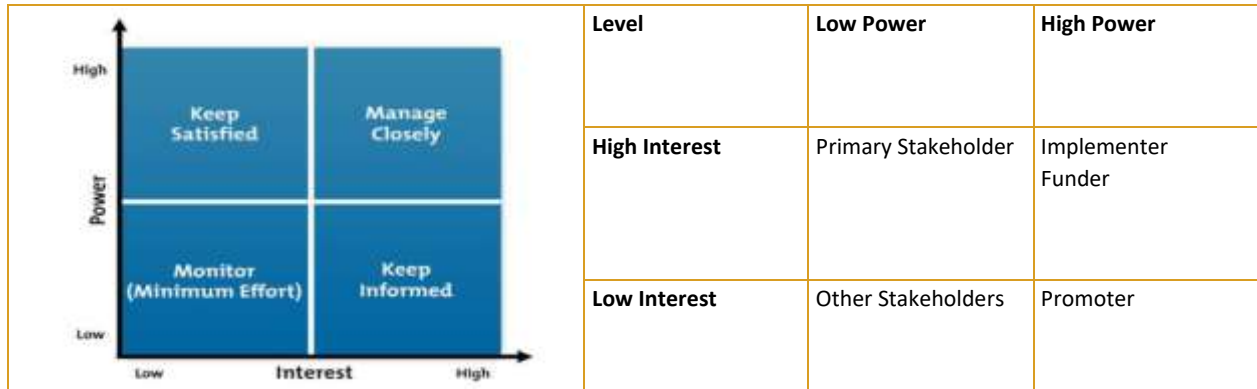 High
Keep
Satisfied
Manage
Closely
Power
Monitor
(Minimum Effort)
Keep
Informed
Low
Low
Interest
High
Level
Low Power
High Power
High Interest
Primary Stakeholder
Implementer
Funder
Low Interest
Other Stakeholders
Promoter